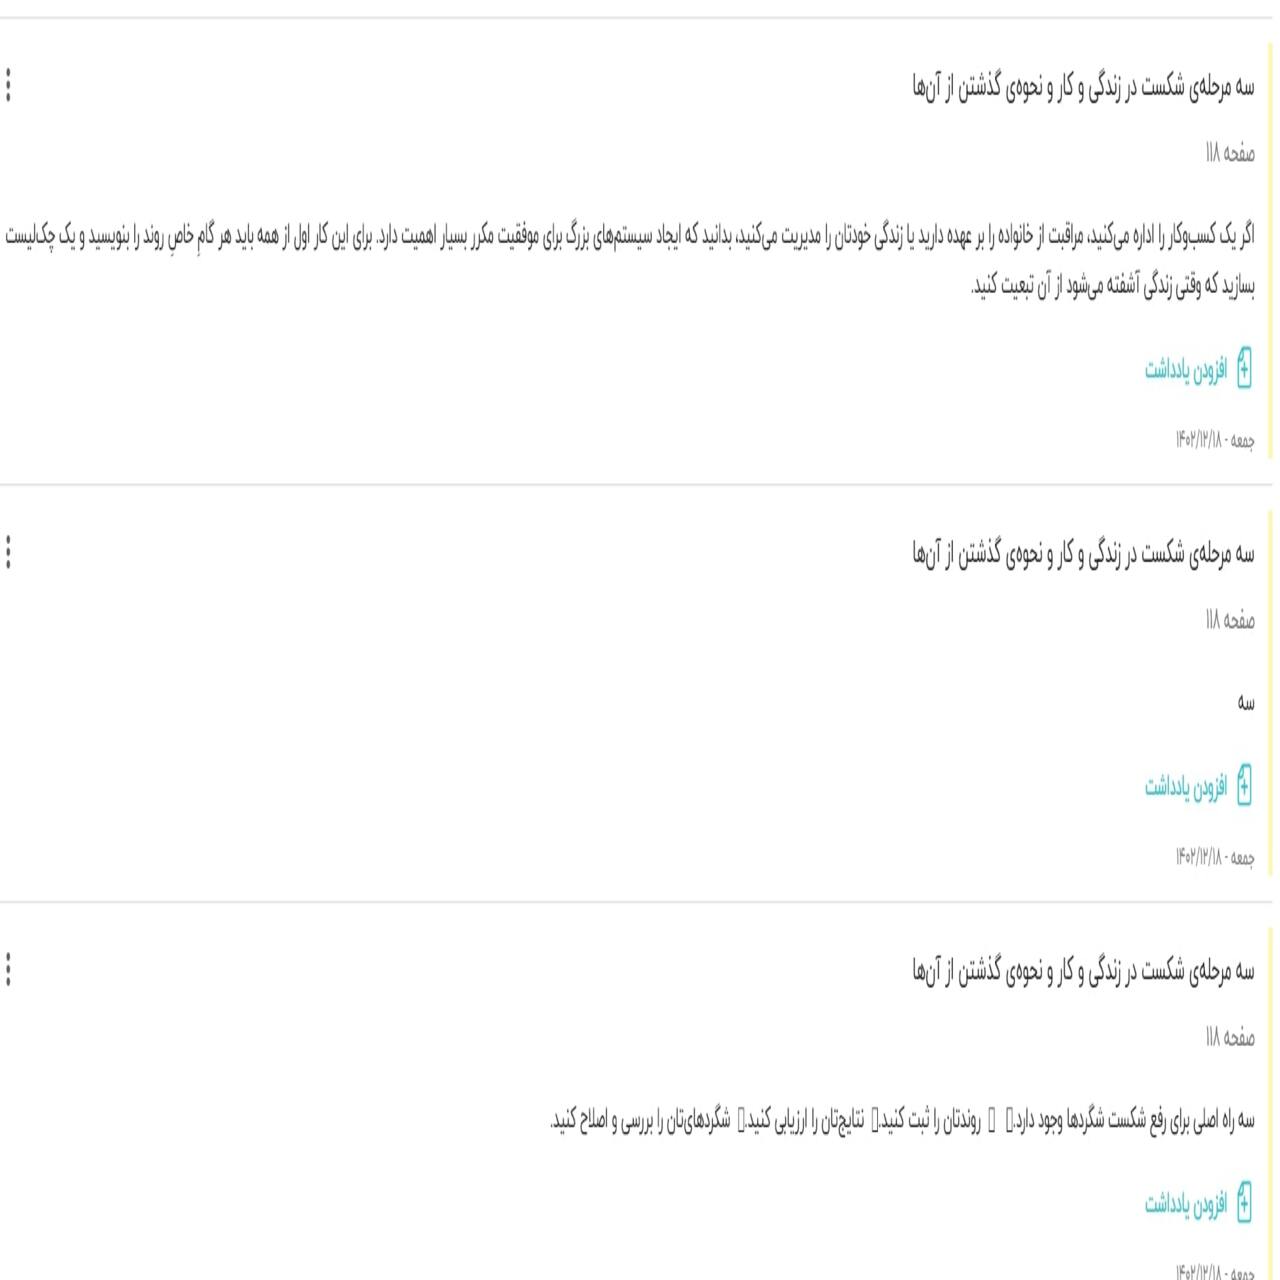 سه مرحله‌ی شکست در زندگی و کار و نحوه‌ی گذشتن از آن‌ها
صفحه ۱۱۸
اگر یک کسب‌وکار را اداره می‌کنید، مراقبت از خانواده را بر عهده دارید یا زندگی خودتان را مدیریت می‌کنید، بدانید که ایجاد سیستم‌های بزرگ برای موفقیت مکرر بسیار اهمیت دارد. برای این کار اول از همه باید هر گامِ خاصِ روند را بنویسید و یک چک‌لیست
بسازید که وقتی زندگی آشفته می‌شود از آن تبعیت کنید.
افزودن یادداشت
جمعه - ۱۴۰۲/۱۲/۱۸
سه مرحله‌ی شکست در زندگی و کار و نحوه‌ی گذشتن از آن‌ها
صفحه ۱۱۸
سه
افزودن یادداشت
جمعه - ۱۴۰۲/۱۲/۱۸
سه مرحله‌ی شکست در زندگی و کار و نحوه‌ی گذشتن از آن‌ها
صفحه ۱۱۸
سه راه اصلی برای رفع شکست شگردها وجود دارد. روندتان را ثبت کنید. نتایج‌تان را ارزیابی کنید. شگردهای‌تان را بررسی و اصلاح کنید.
افزودن یادداشت
جمعه - ۱۴۰۲/۱۲/۱۸